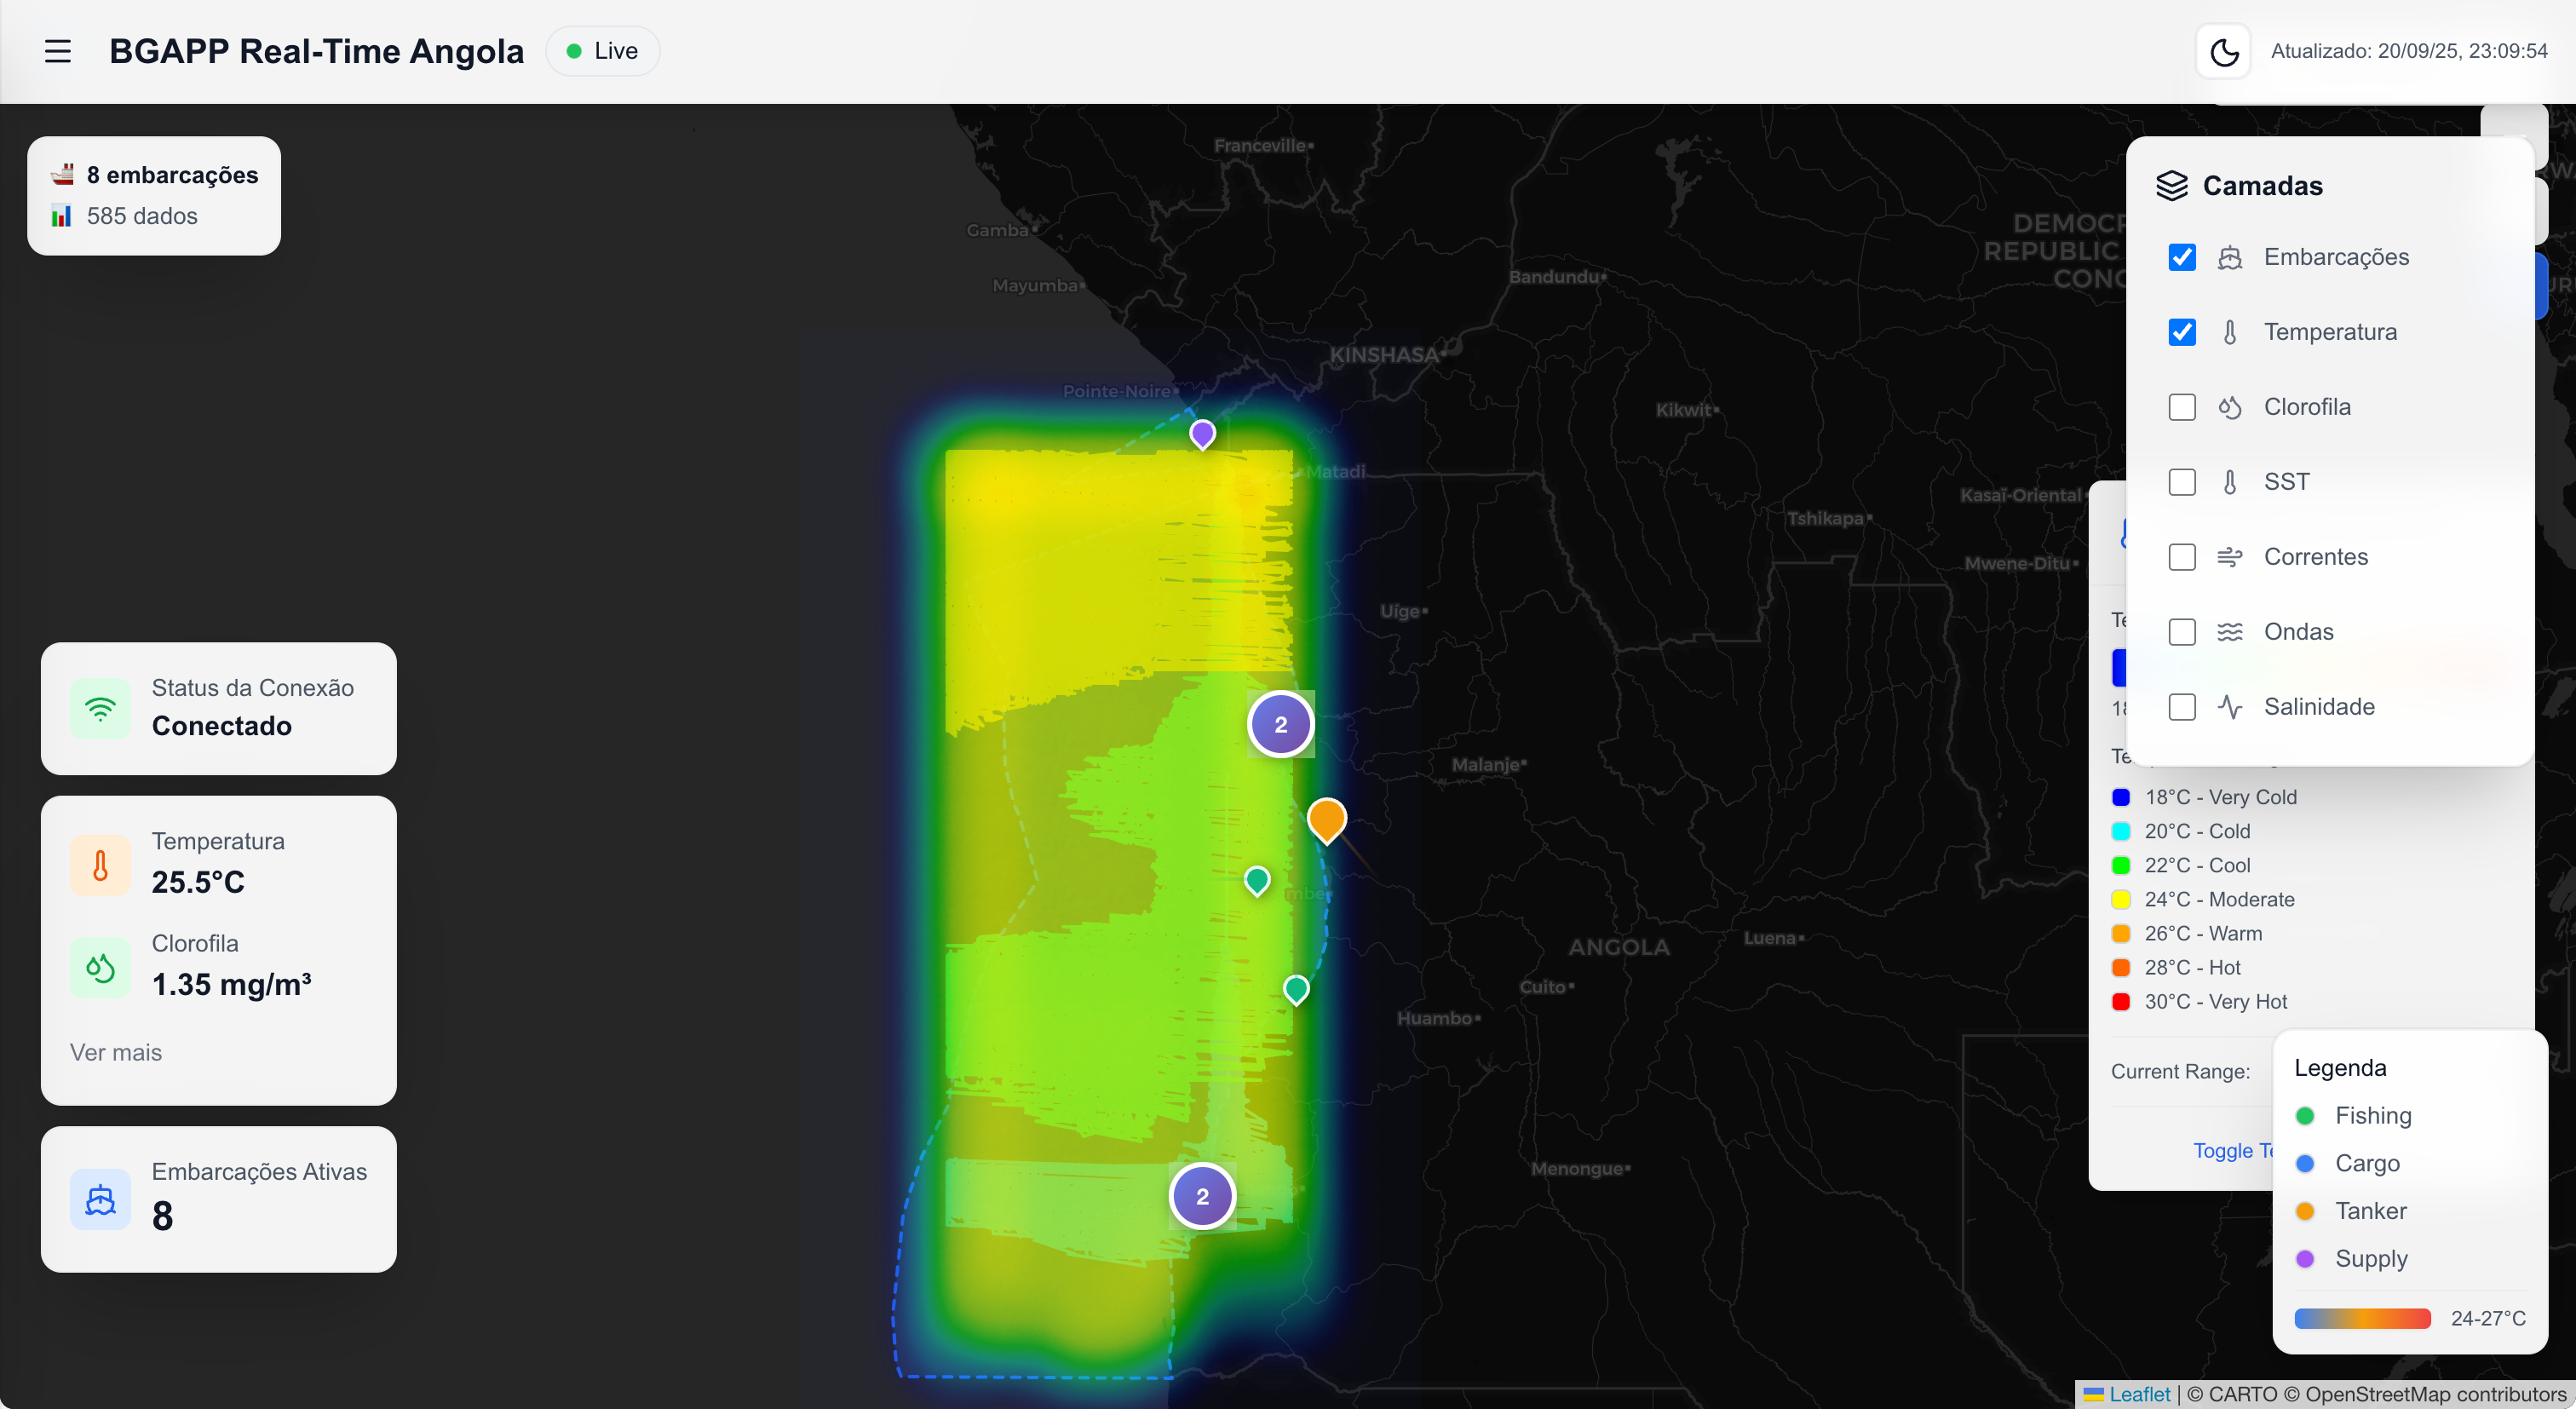 BGAPP Real-Time Angola
Live
Atualizado: 20/09/25, 23:09:54
8 embarcações
585 dados
Status da Conexão
Conectado
Temperatura
25.5°C
Clorofila
1.35 mg/m³
Ver mais
Embarcações Ativas
8
Franceville
Gamba
Mayumba
Bandundu
KINSHASA
Pointe-Noire
Kikwit
Matadi
Kasaï-Oriental
Tshikapa
Mwene-Ditu
Uíge
2
Malanje
ANGOLA
Luena
Cuito
Huambo
Menongue
2
REPUBLIC
Camadas
Embarcações
Temperatura
Clorofila
SST
Correntes
Ondas
Salinidade
18°C - Very Cold
20°C - Cold
22°C - Cool
24°C - Moderate
26°C - Warm
28°C - Hot
30°C - Very Hot
Current Range:
Toggle
Legenda
Fishing
Cargo
Tanker
Supply
24-27°C
Leaflet | © CARTO © OpenStreetMap contributors